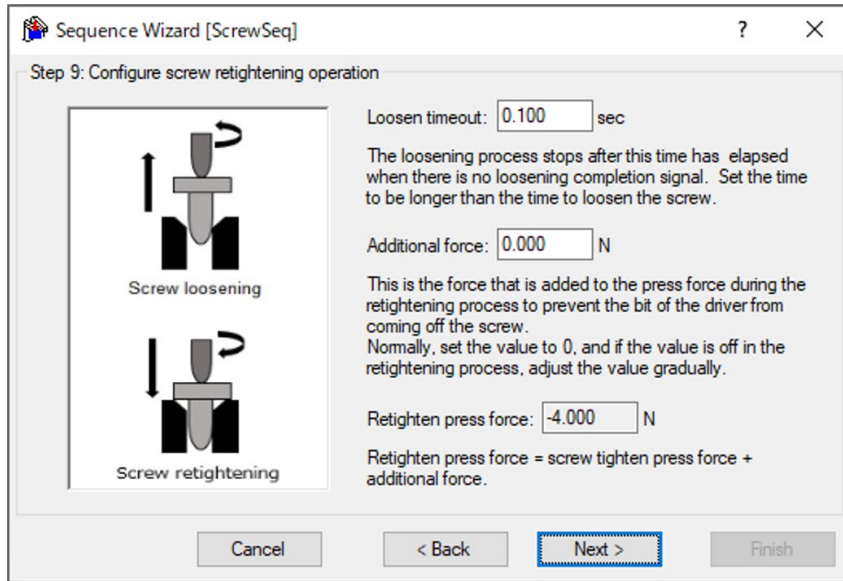 Sequence Wizard [ScrewSeq]
?
Step 9: Configure screw retightening operation
Screw loosening
Screw retightening
Loosen timeout: 0.100 sec
The loosening process stops after this time has elapsed
when there is no loosening completion signal. Set the time
to be longer than the time to loosen the screw.
Additional force: 0.000 N
This is the force that is added to the press force during the
retightening process to prevent the bit of the driver from
coming off the screw.
Normally, set the value to 0, and if the value is off in the
retightening process, adjust the value gradually.
Retighten press force: -4.000 N
Retighten press force = screw tighten press force +
additional force.
Cancel
< Back
Next >
Finish